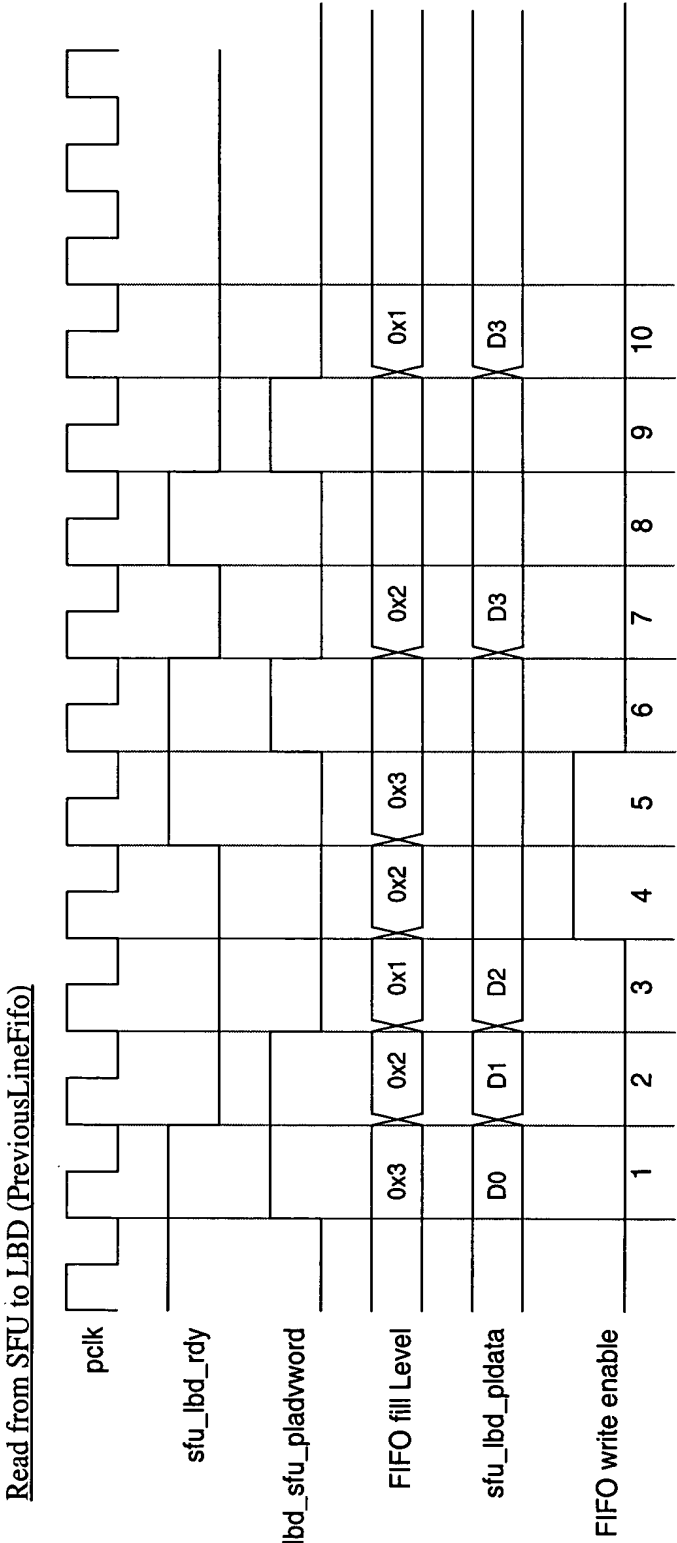 Read from SFU to LBD (PreviousLineFifo)
pclk
sfu_lbd_rdy
lbd_sfu_pladvword
FIFO fill Level
0x3 0x2 0x1 0x2 0x3 0x2 0x1
sfu_lbd_pldata
D0 D1 D2 D3 D3
FIFO write enable
1 2 3 4 5 6 7 8 9 10